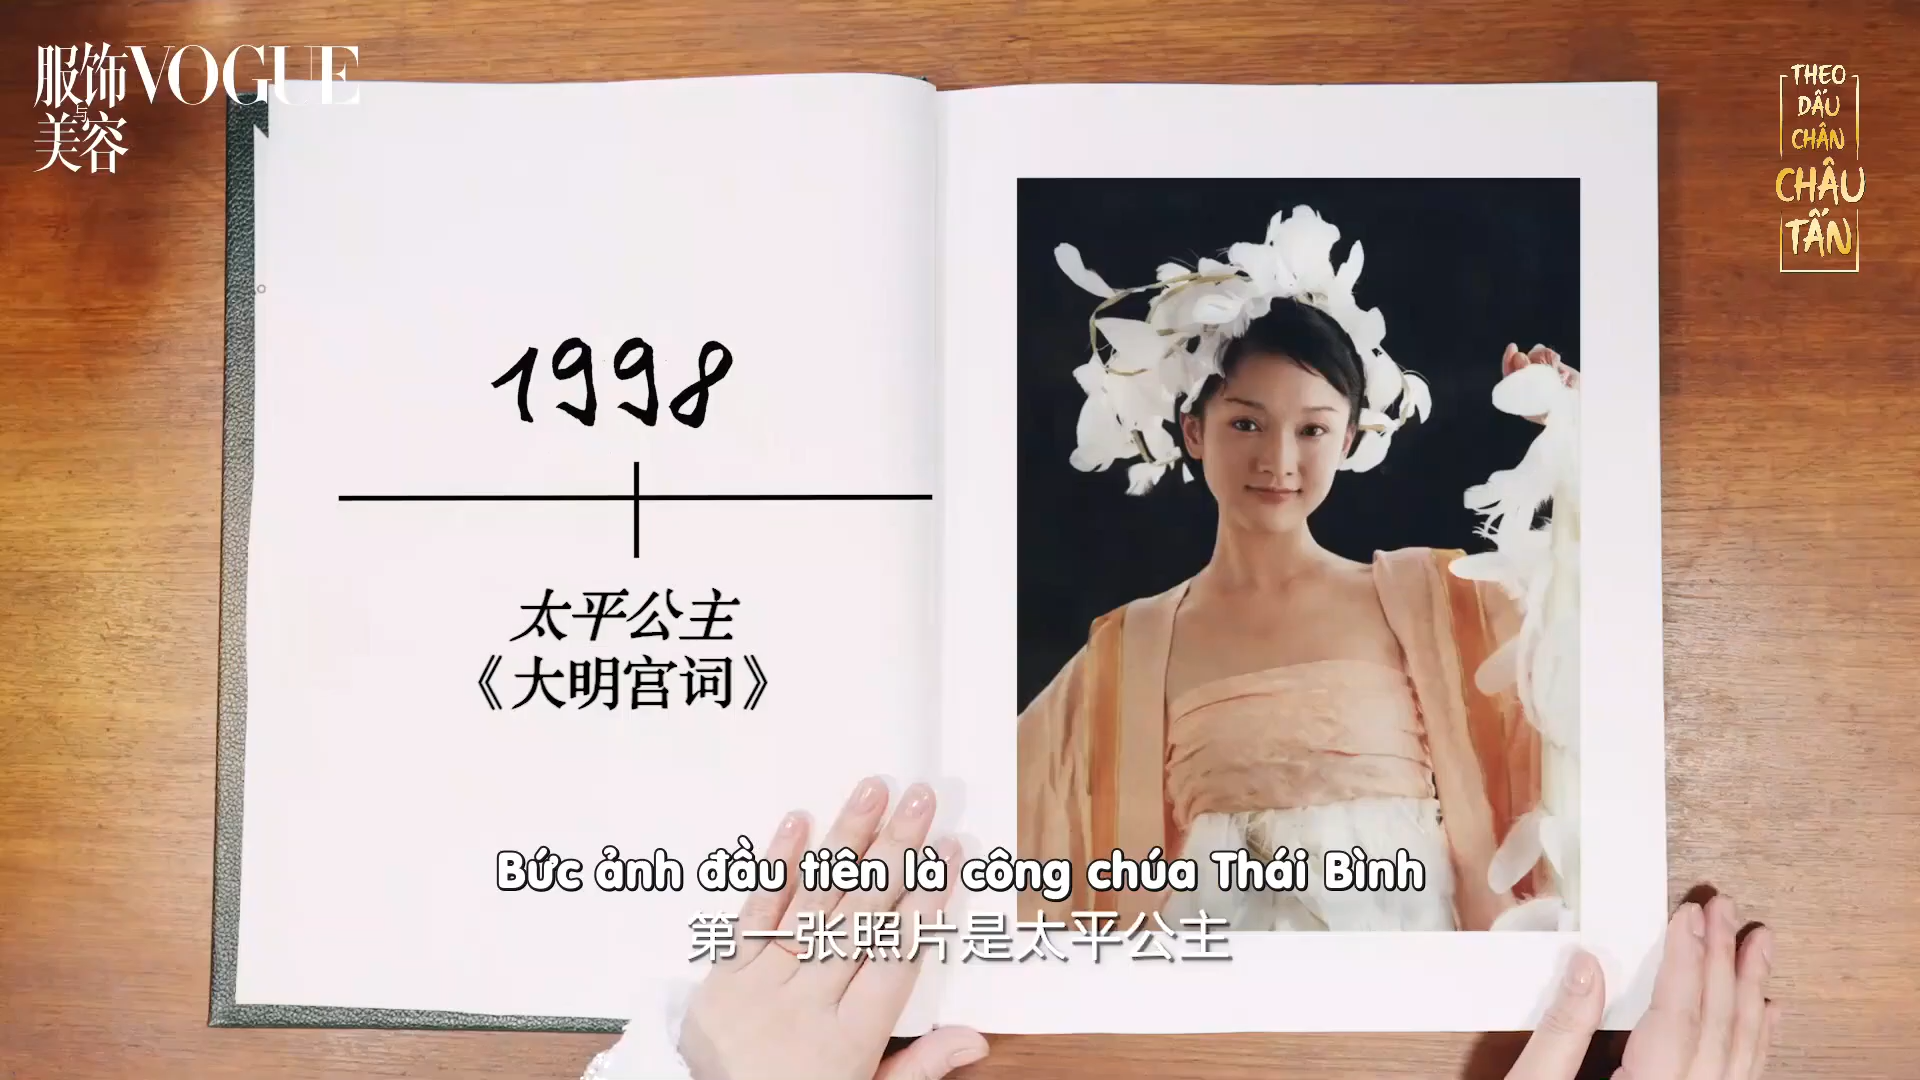 服饰VOGUE
与
美容
THEO
DẤU
CHÂN
CHÂU
TẤN
1998
太平公主
《大明宫词》
Bức ảnh đầu tiên là công chúa Thái Bình
第一张照片是太平公主